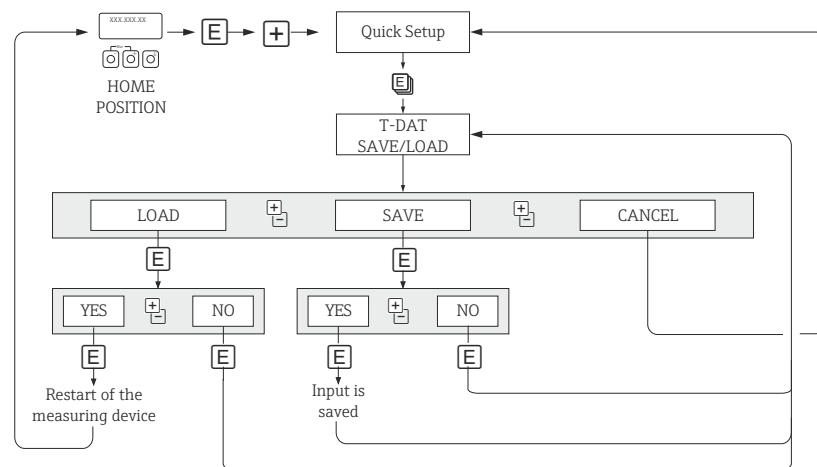 XXX.XXX.XX
E
+
Quick Setup
Esc
- + E
HOME
POSITION
E
T-DAT
SAVE/LOAD
LOAD
+
-
SAVE
+
-
CANCEL
E
E
YES
+
-
NO
YES
+
-
NO
E
E
E
E
Restart of the
measuring device
Input is
saved